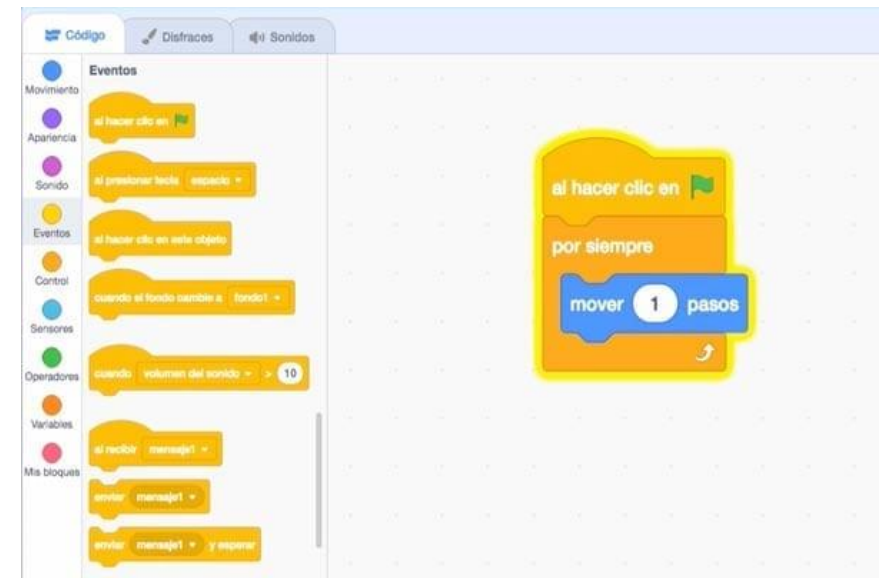 Código
Disfraces
Sonidos
Movimiento
Apariencia
Sonido
Eventos
Control
Sensores
Operadores
Variables
Mis bloques
Eventos
al hacer clic en
al presionar tecla espacio
al hacer clic en este objeto
cuando el fondo cambie a fondo1
cuando volumen del sonido > 10
al recibir mensaje1
enviar mensaje1
enviar mensaje1 y esperar
al hacer clic en
por siempre
mover 1 pasos